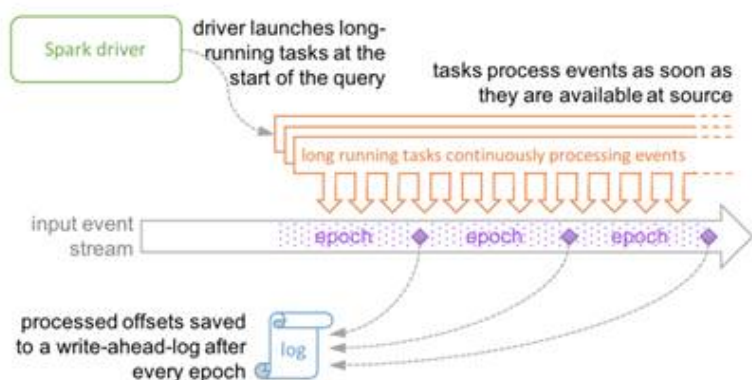 Spark driver
driver launches long-
running tasks at the
start of the query
tasks process events as soon as
they are available at source
long running tasks continuously processing events
input event
stream
epoch
epoch
epoch
processed offsets saved
to a write-ahead-log after
every epoch
log